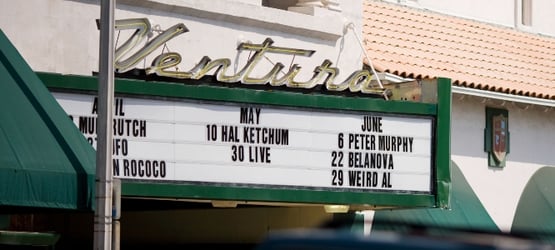 Ventura
MAY
10 HAL KETCHUM
30 LIVE
JUNE
6 PETER MURPHY
22 BELANOVA
29 WEIRD AL
ROCOCO